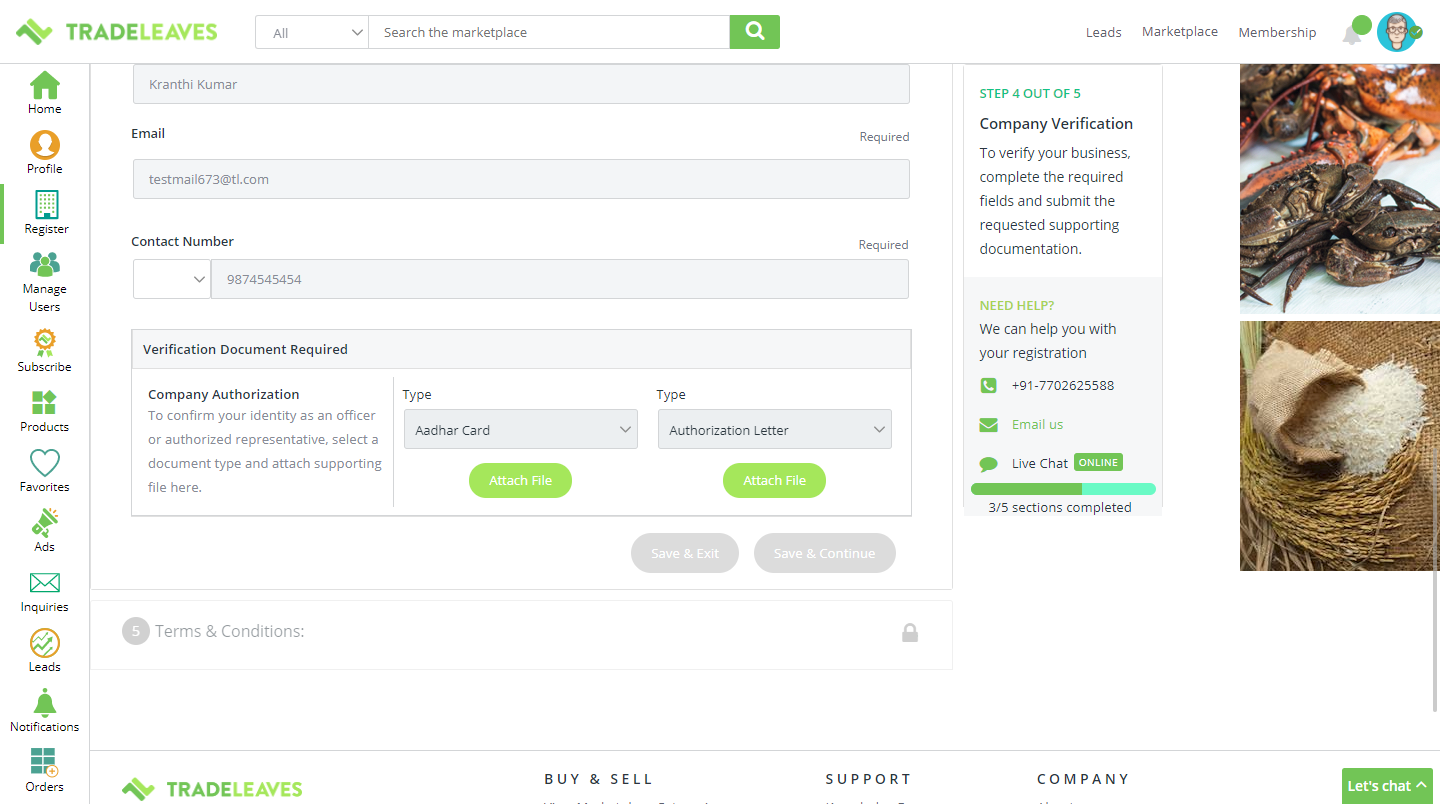 TRADELEAVES
All
Search the marketplace
Leads
Marketplace
Membership
Home
Profile
Register
Manage
Users
Subscribe
Products
Favorites
Ads
Inquiries
Leads
Notifications
Orders
Kranthi Kumar
Email
Required
testmail673@tl.com
Contact Number
Required
9874545454
Verification Document Required
Company Authorization
To confirm your identity as an officer
or authorized representative, select a
document type and attach supporting
file here.
Type
Aadhar Card
Attach File
Type
Authorization Letter
Attach File
Save & Exit
Save & Continue
5 Terms & Conditions:
STEP 4 OUT OF 5
Company Verification
To verify your business,
complete the required
fields and submit the
requested supporting
documentation.
NEED HELP?
We can help you with
your registration
+91-7702625588
Email us
Live Chat ONLINE
3/5 sections completed
TRADELEAVES
BUY & SELL
SUPPORT
COMPANY
Let's chat